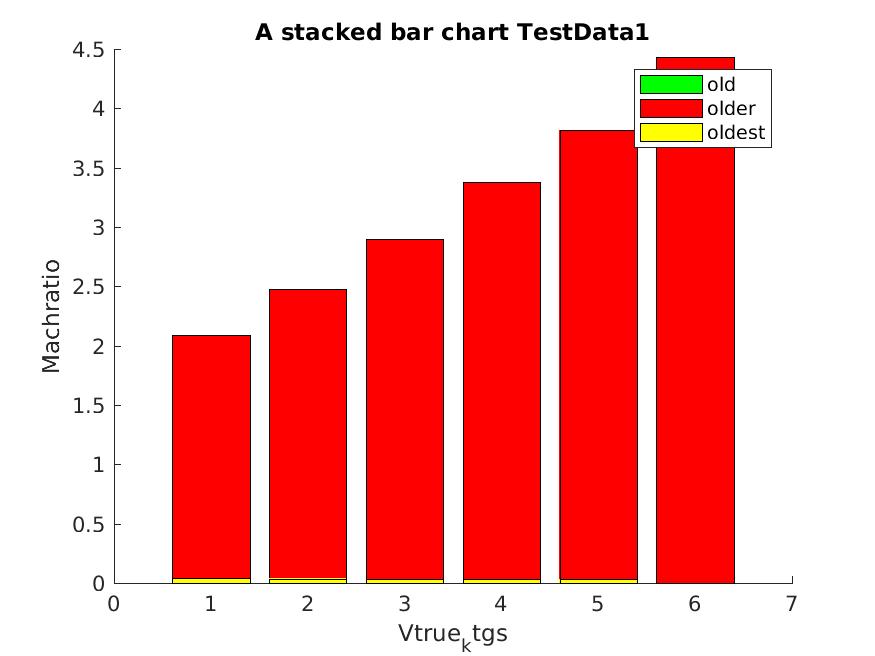 A stacked bar chart TestData1
4.5
4
3.5
3
2.5
2
1.5
1
0.5
0
Machratio
old
older
oldest
0 1 2 3 4 5 6 7
Vtrue_ktgs